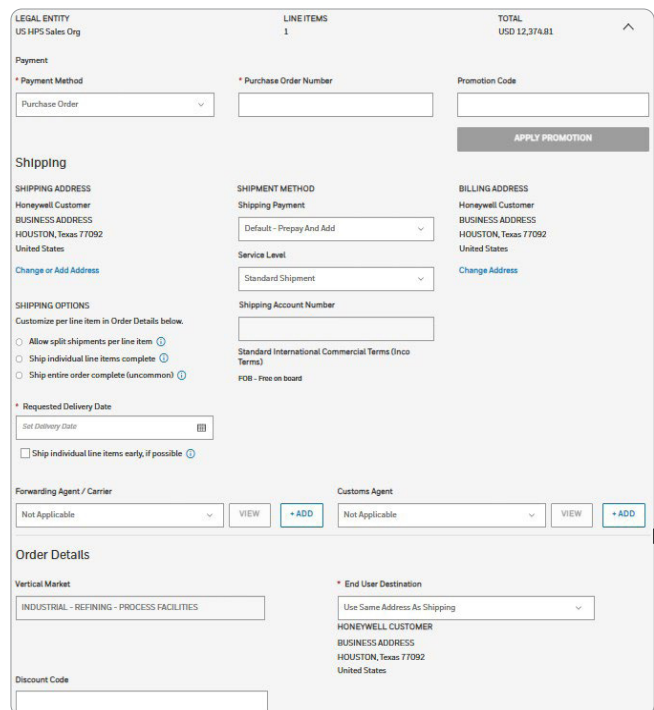 LEGAL ENTITY
US HPS Sales Org
LINE ITEMS
1
TOTAL
USD 12,374.81
Payment
* Payment Method
Purchase Order
* Purchase Order Number
Promotion Code
APPLY PROMOTION
Shipping
SHIPPING ADDRESS
Honeywell Customer
BUSINESS ADDRESS
HOUSTON, Texas 77092
United States
Change or Add Address
SHIPMENT METHOD
Shipping Payment
Default - Prepay And Add
Service Level
Standard Shipment
Shipping Account Number
Standard International Commercial Terms (Inco
Terms)
FOB - Free on board
BILLING ADDRESS
Honeywell Customer
BUSINESS ADDRESS
HOUSTON, Texas 77092
United States
Change Address
SHIPPING OPTIONS
Customize per line item in Order Details below.
Allow split shipments per line item
Ship individual line items complete
Ship entire order complete (uncommon)
* Requested Delivery Date
Set Delivery Date
Ship individual line items early, if possible
Forwarding Agent / Carrier
Not Applicable
VIEW
+ ADD
Customs Agent
Not Applicable
VIEW
+ ADD
Order Details
Vertical Market
INDUSTRIAL - REFINING - PROCESS FACILITIES
* End User Destination
Use Same Address As Shipping
HONEYWELL CUSTOMER
BUSINESS ADDRESS
HOUSTON, Texas 77092
United States
Discount Code